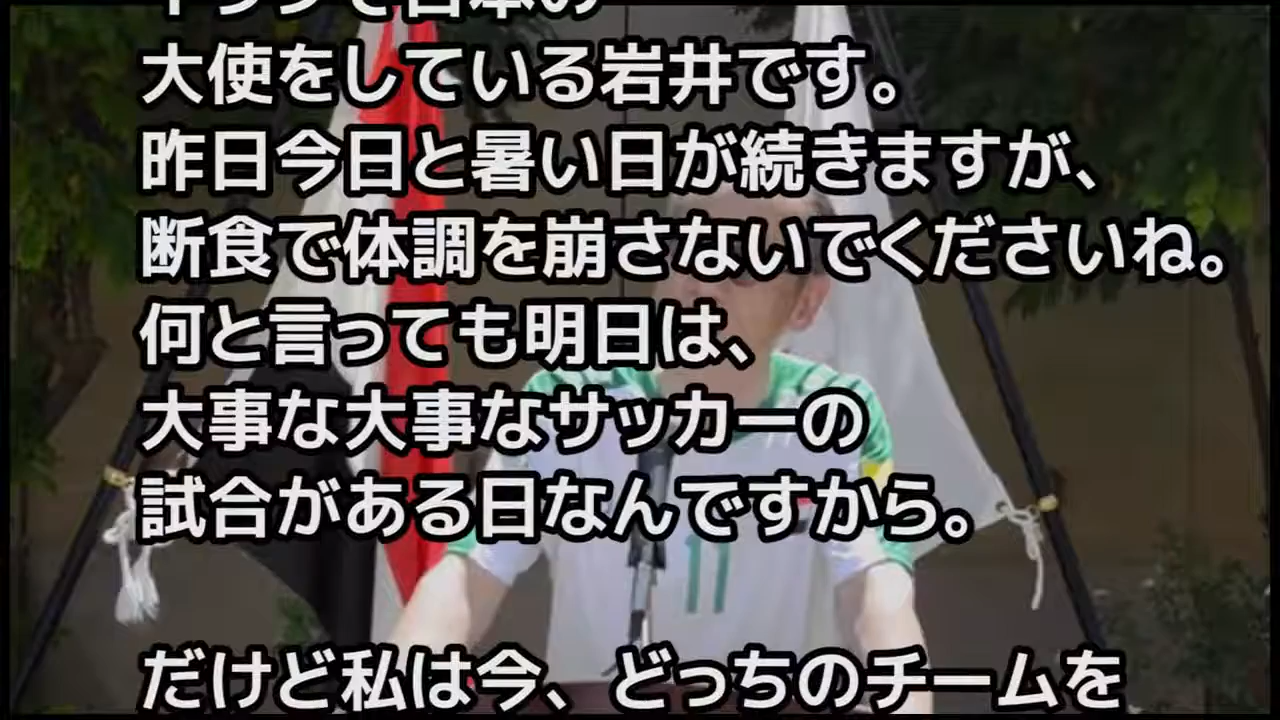 大使をしている岩井です。
昨日今日と暑い日が続きますが、
断食で体調を崩さないでくださいね。
何と言っても明日は、
大事な大事なサッカーの
試合がある日なんですから。
だけど私は今、どっちのチームを
11